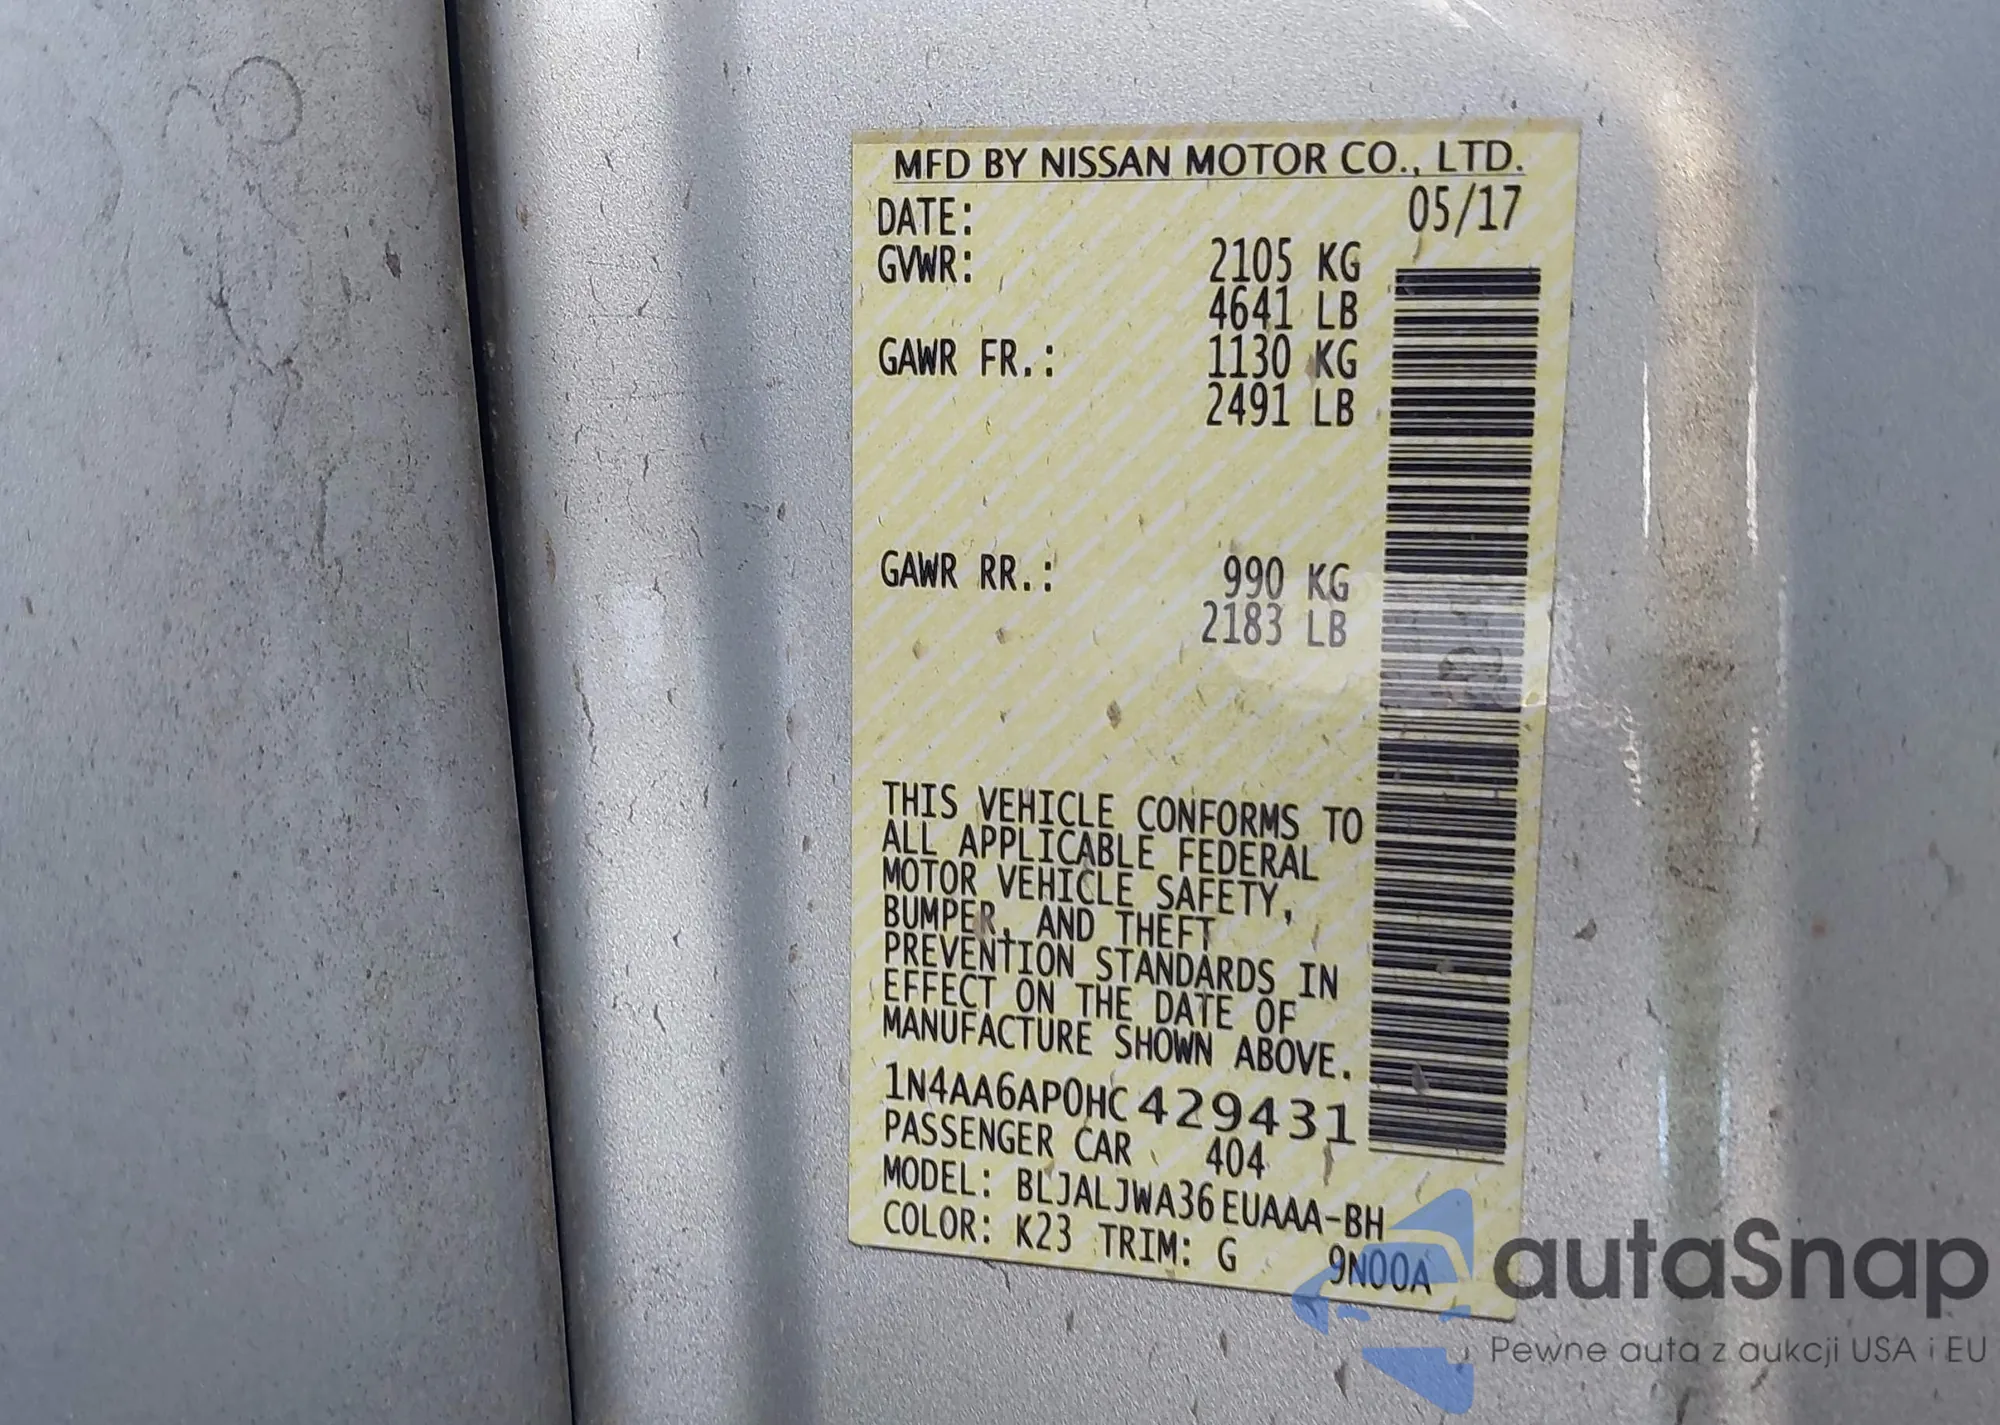 MFD BY NISSAN MOTOR CO., LTD.
DATE: 05/17
GVWR: 2105 KG
4641 LB
GAWR FR.: 1130 KG
2491 LB
GAWR RR.: 990 KG
2183 LB
THIS VEHICLE CONFORMS TO
ALL APPLICABLE FEDERAL
MOTOR VEHICLE SAFETY,
BUMPER, AND THEFT
PREVENTION STANDARDS IN
EFFECT ON THE DATE OF
MANUFACTURE SHOWN ABOVE.
1N4AA6AP0HC429431
PASSENGER CAR 404
MODEL: BLJALJWA36EUAAA-BH
COLOR: K23 TRIM: G 9N00A
autaSnap
Pewne auta z aukcji USA i EU